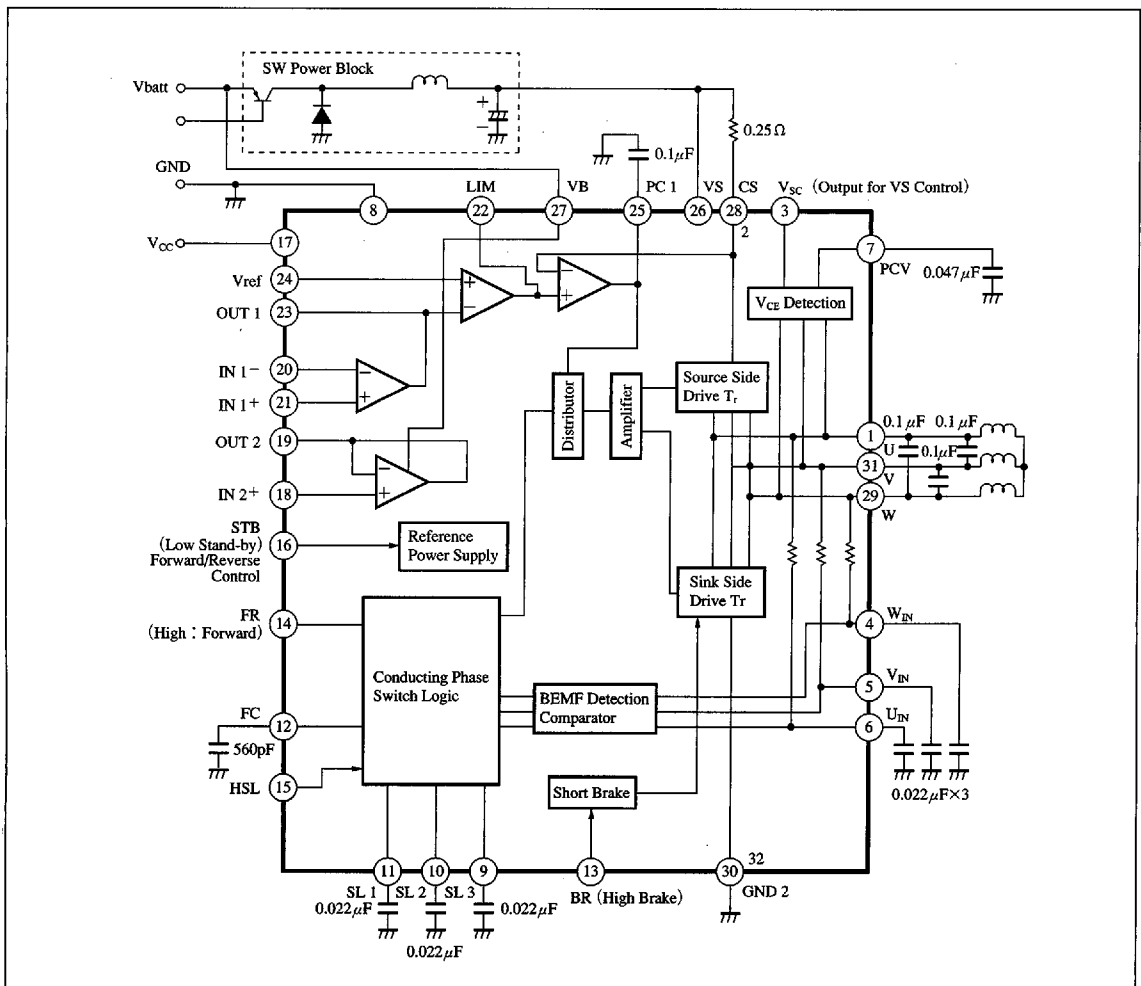 SW Power Block
Vbatt
+
−
0.25Ω
GND
0.1μF
LIM
VB
PC 1
VS
CS
VSC (Output for VS Control)
8
22
27
25
26
28
3
2
VCC
17
7
PCV
0.047μF
Vref
24
+
−
−
+
VCE Detection
OUT 1
23
IN 1−
20
−
IN 1+
21
+
Distributor
Amplifier
Source Side
Drive Tr
OUT 2
19
1
U
0.1μF
0.1μF
31
V
0.1μF
−
+
IN 2+
18
29
W
STB
(Low Stand-by)
Forward/Reverse
Control
16
Reference
Power Supply
Sink Side
Drive Tr
FR
(High : Forward)
14
4
WIN
Conducting Phase
Switch Logic
BEMF Detection
Comparator
5
VIN
6
UIN
FC
12
560pF
0.022μF×3
HSL
15
Short Brake
11
10
9
13
30
32
SL 1
SL 2
SL 3
BR (High Brake)
GND 2
0.022μF
0.022μF
0.022μF